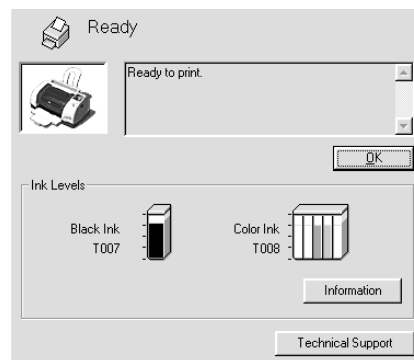 Ready
Ready to print.
OK
Ink Levels
Black Ink
T007
Color Ink
T008
Information
Technical Support